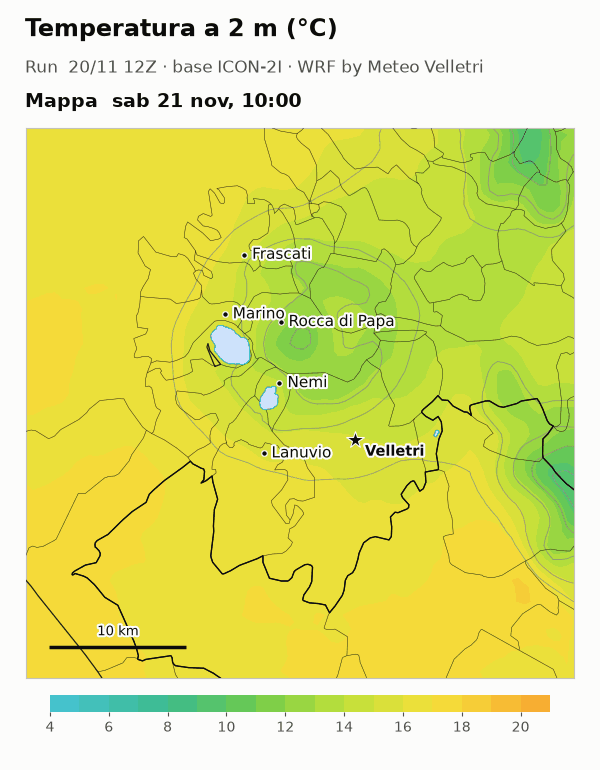 Temperatura a 2 m (°C)
Run  20/11 12Z · base ICON-2I · WRF by Meteo Velletri
Mappa  sab 21 nov, 10:00
Frascati
Marino
Rocca di Papa
Nemi
Velletri
Lanuvio
10 km
4 6 8 10 12 14 16 18 20